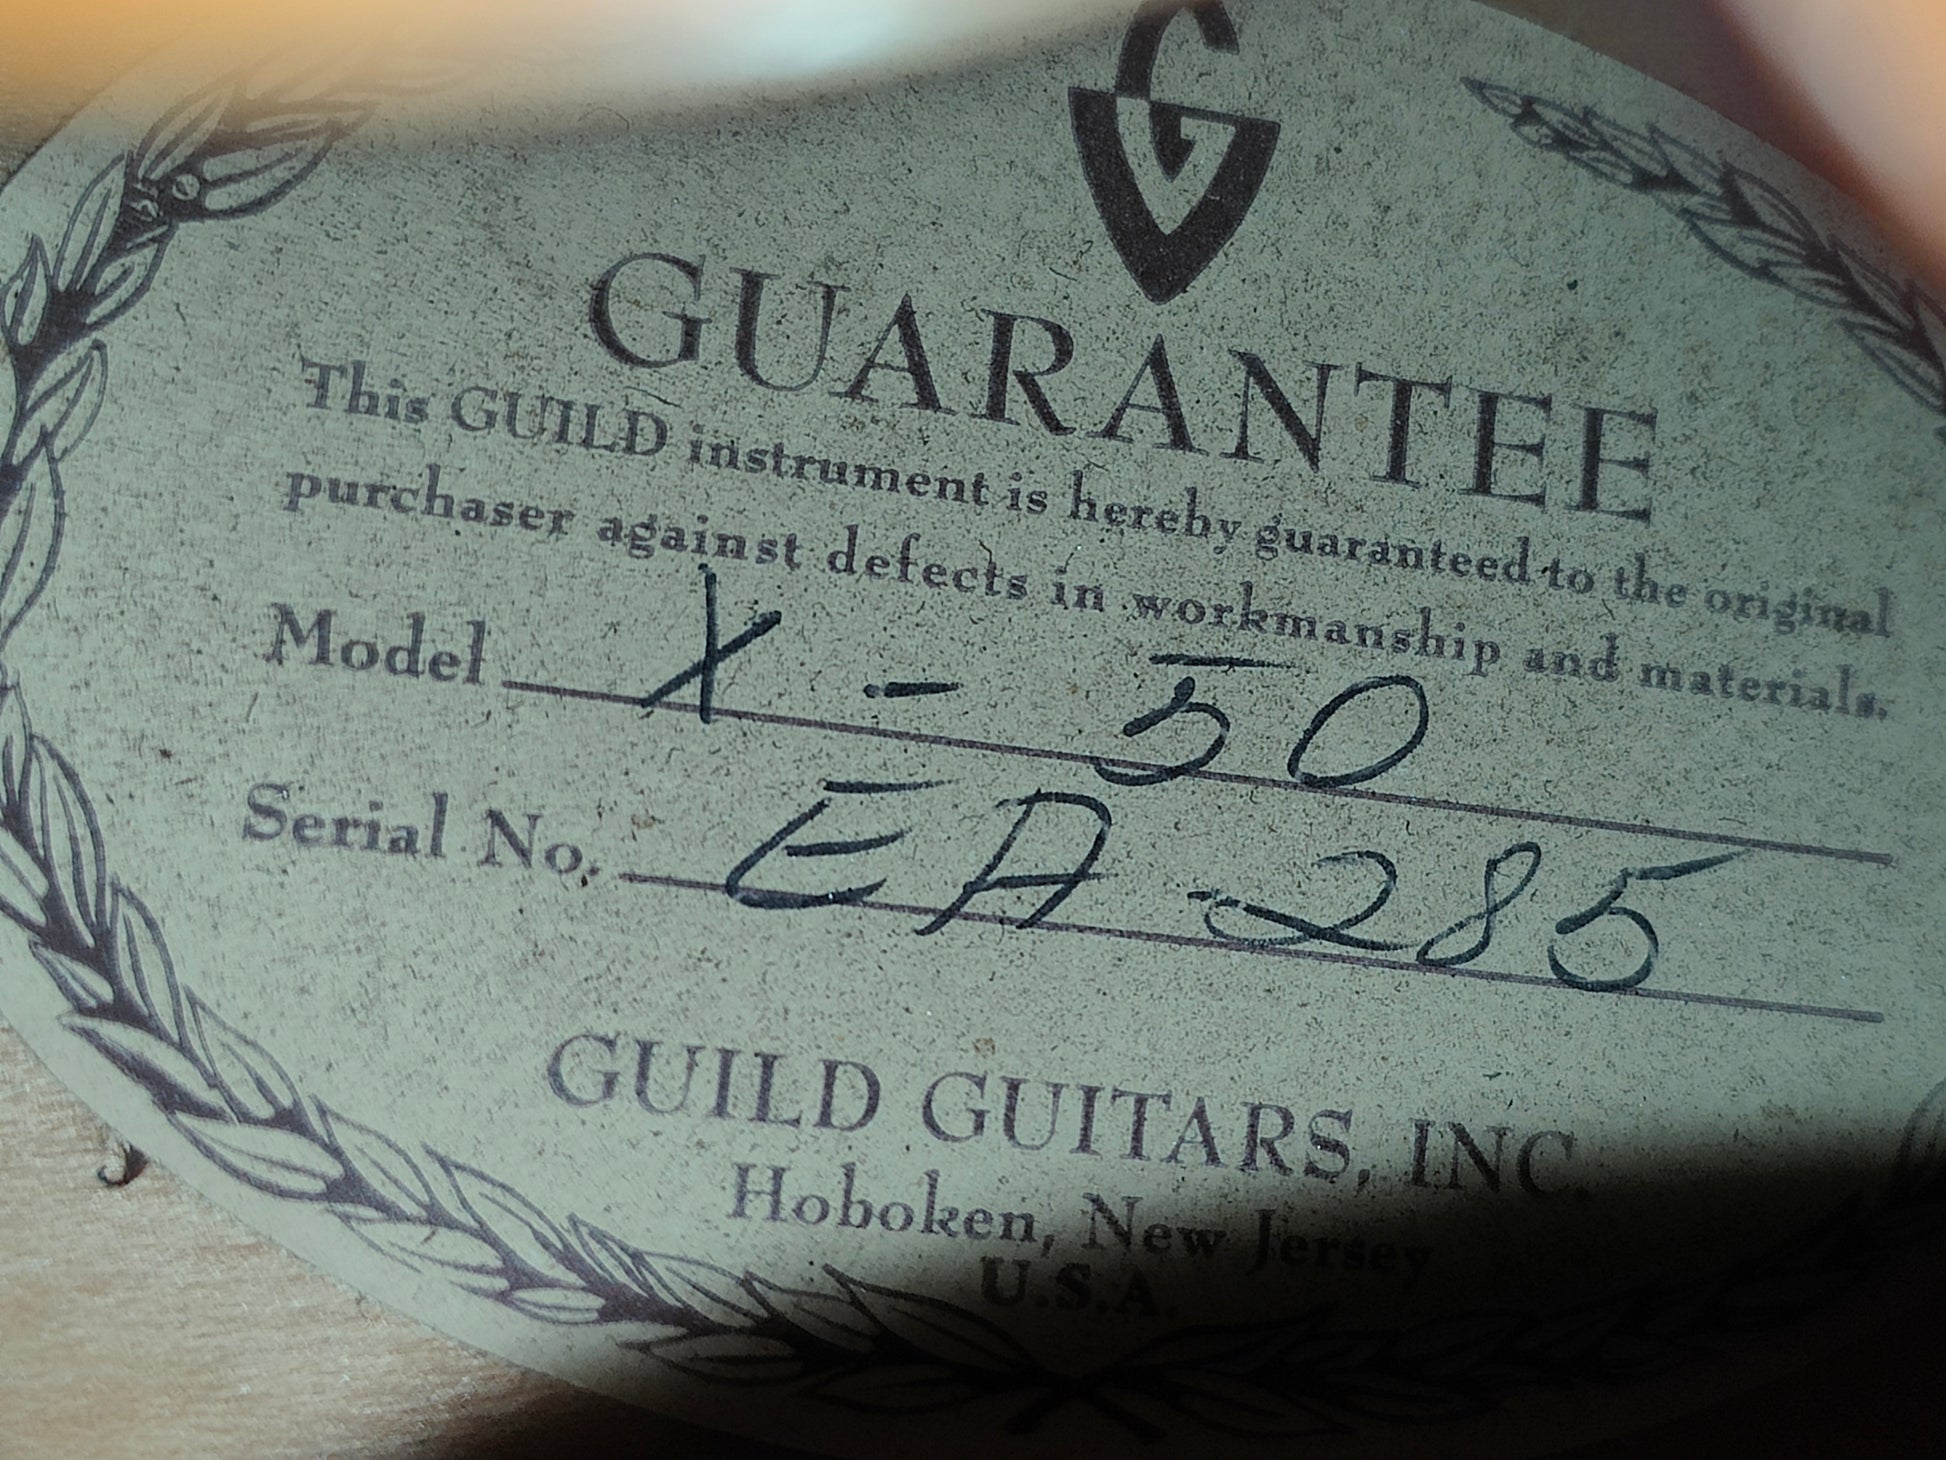 G
GUARANTEE
This GUILD instrument is hereby guaranteed to the original
purchaser against defects in workmanship and materials.
Model X - 50
Serial No. EA-285
GUILD GUITARS, INC.
Hoboken, New Jersey
U.S.A.